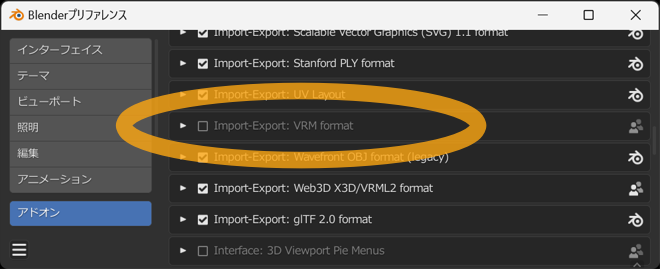 Blenderプリファレンス
インターフェイス
テーマ
ビューポート
照明
編集
アニメーション
アドオン
Import-Export: Scalable Vector Graphics (SVG) 1.1 format
Import-Export: Stanford PLY format
Import-Export: UV Layout
Import-Export: VRM format
Import-Export: Wavefront OBJ format (legacy)
Import-Export: Web3D X3D/VRML2 format
Import-Export: glTF 2.0 format
Interface: 3D Viewport Pie Menus